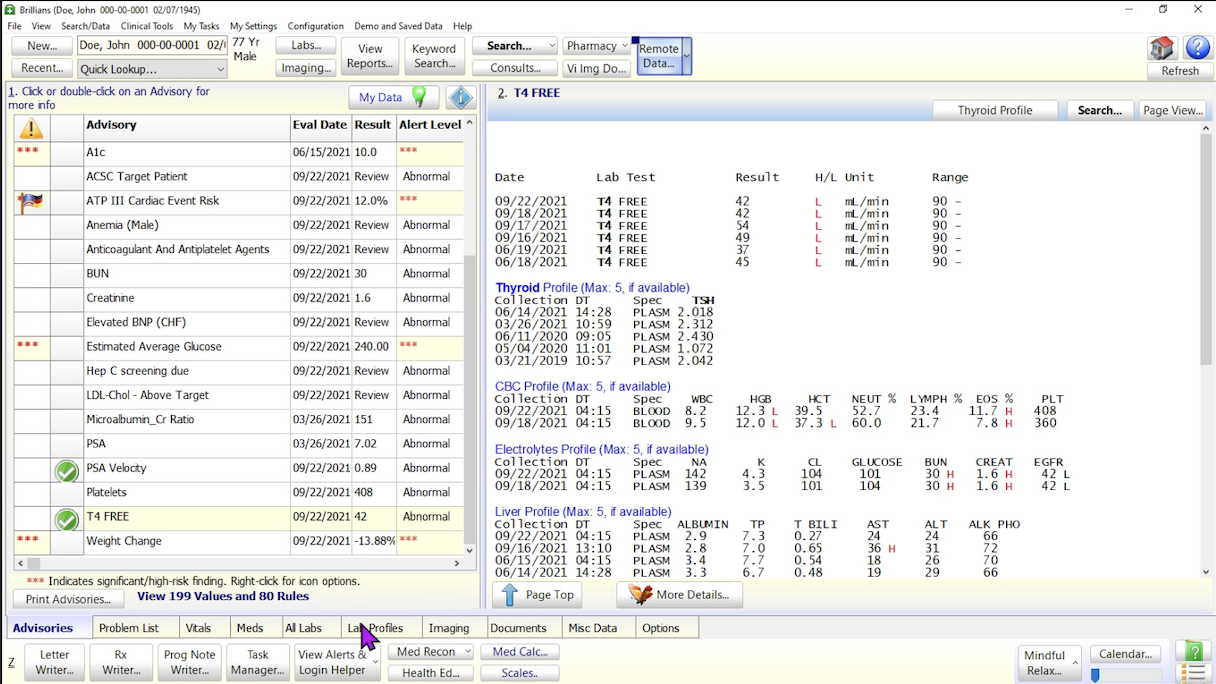 Brillians (Doe, John 000-00-0001 02/07/1945)
File View Search/Data Clinical Tools My Tasks My Settings Configuration Demo and Saved Data Help
New... Doe, John 000-00-0001 02/ 77 Yr Male Labs... View Reports... Keyword Search... Search... Pharmacy Remote Data...
Recent... Quick Lookup... Imaging... Consults... Vi Img Do... Refresh
1. Click or double-click on an Advisory for more info My Data
Advisory Eval Date Result Alert Level
*** A1c 06/15/2021 10.0 ***
ACSC Target Patient 09/22/2021 Review Abnormal
ATP III Cardiac Event Risk 09/22/2021 12.0% ***
Anemia (Male) 09/22/2021 Review Abnormal
Anticoagulant And Antiplatelet Agents 09/22/2021 Review Abnormal
BUN 09/22/2021 30 Abnormal
Creatinine 09/22/2021 1.6 Abnormal
Elevated BNP (CHF) 09/22/2021 Review Abnormal
*** Estimated Average Glucose 09/22/2021 240.00 ***
Hep C screening due 09/22/2021 Review Abnormal
LDL-Chol - Above Target 09/22/2021 Review Abnormal
Microalbumin_Cr Ratio 03/26/2021 151 Abnormal
PSA 03/26/2021 7.02 Abnormal
PSA Velocity 09/22/2021 0.89 Abnormal
Platelets 09/22/2021 408 Abnormal
T4 FREE 09/22/2021 42 Abnormal
*** Weight Change 09/22/2021 -13.88% ***
*** Indicates significant/high-risk finding. Right-click for icon options.
Print Advisories... View 199 Values and 80 Rules
2. T4 FREE
Thyroid Profile Search... Page View...
Date Lab Test Result H/L Unit Range
09/22/2021 T4 FREE 42 L mL/min 90 -
09/18/2021 T4 FREE 42 L mL/min 90 -
09/17/2021 T4 FREE 54 L mL/min 90 -
09/16/2021 T4 FREE 49 L mL/min 90 -
06/19/2021 T4 FREE 37 L mL/min 90 -
06/18/2021 T4 FREE 45 L mL/min 90 -
Thyroid Profile (Max: 5, if available)
Collection DT Spec TSH
06/14/2021 14:28 PLASM 2.018
03/26/2021 10:59 PLASM 2.312
06/11/2020 09:05 PLASM 2.430
05/04/2020 11:01 PLASM 1.072
03/21/2019 10:57 PLASM 2.042
CBC Profile (Max: 5, if available)
Collection DT Spec WBC HGB HCT NEUT % LYMPH % EOS % PLT
09/22/2021 04:15 BLOOD 8.2 12.3 L 39.5 52.7 23.4 11.7 H 408
09/18/2021 04:15 BLOOD 9.5 12.0 L 37.3 L 60.0 21.7 7.8 H 360
Electrolytes Profile (Max: 5, if available)
Collection DT Spec NA K CL GLUCOSE BUN CREAT EGFR
09/22/2021 04:15 PLASM 142 4.3 104 101 30 H 1.6 H 42 L
09/18/2021 04:15 PLASM 139 3.5 101 104 30 H 1.6 H 42 L
Liver Profile (Max: 5, if available)
Collection DT Spec ALBUMIN TP T BILI AST ALT ALK PHO
09/22/2021 04:15 PLASM 2.9 7.3 0.27 24 24 66
09/16/2021 13:10 PLASM 2.8 7.0 0.65 36 H 31 72
06/15/2021 04:15 PLASM 3.4 7.7 0.54 18 26 70
06/14/2021 14:28 PLASM 3.3 6.7 0.48 19 29 66
Page Top More Details...
Advisories Problem List Vitals Meds All Labs Lab Profiles Imaging Documents Misc Data Options
Z Letter Writer... Rx Writer... Prog Note Writer... Task Manager... View Alerts & Login Helper Med Recon Med Calc... Mindful Relax... Calendar...
Health Ed... Scales..